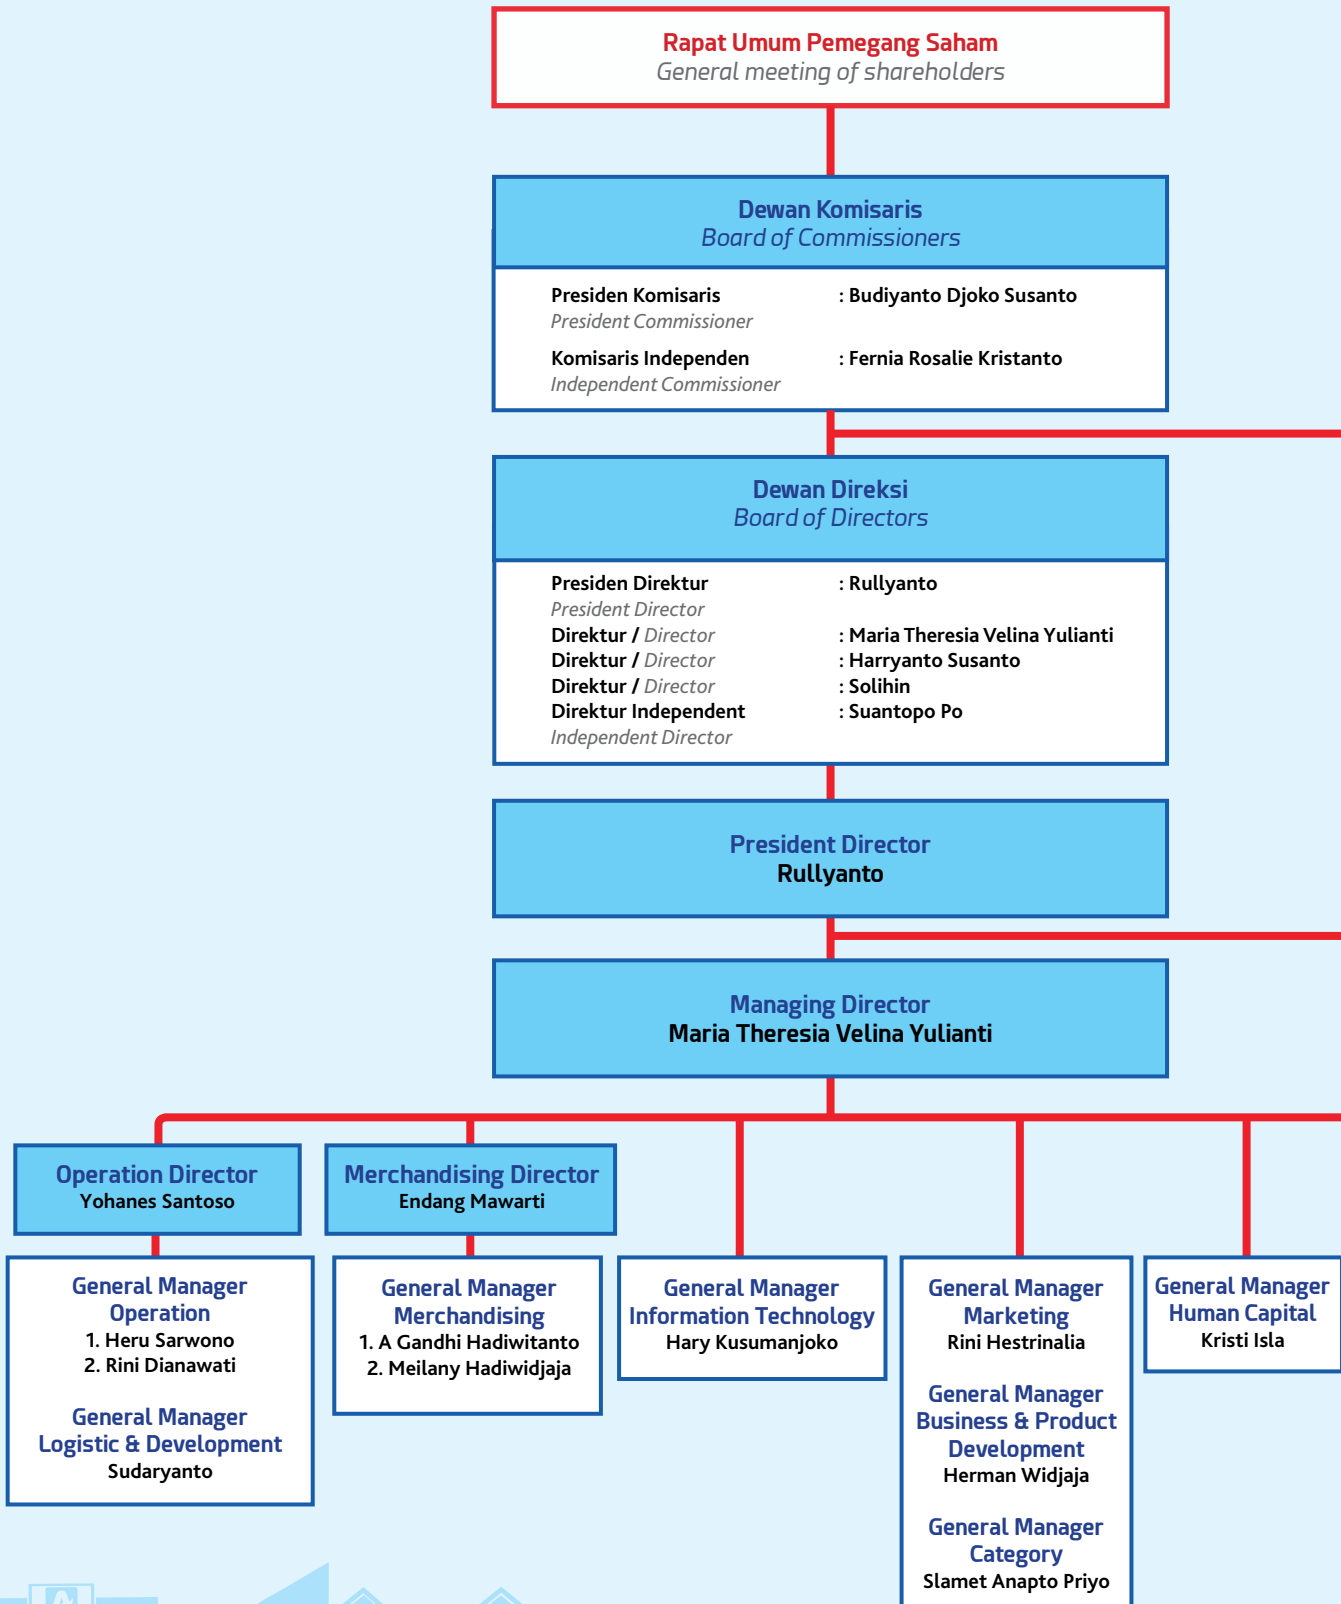 Rapat Umum Pemegang Saham
General meeting of shareholders
Dewan Komisaris
Board of Commissioners
Presiden Komisaris : Budiyanto Djoko Susanto
President Commissioner
Komisaris Independen : Fernia Rosalie Kristanto
Independent Commissioner
Dewan Direksi
Board of Directors
Presiden Direktur : Rullyanto
President Director
Direktur / Director : Maria Theresia Velina Yulianti
Direktur / Director : Harryanto Susanto
Direktur / Director : Solihin
Direktur Independent : Suantopo Po
Independent Director
President Director
Rullyanto
Managing Director
Maria Theresia Velina Yulianti
Operation Director
Yohanes Santoso
Merchandising Director
Endang Mawarti
General Manager
Operation
1. Heru Sarwono
2. Rini Dianawati
General Manager
Logistic & Development
Sudaryanto
General Manager
Merchandising
1. A Gandhi Hadiwitanto
2. Meilany Hadiwidjaja
General Manager
Information Technology
Hary Kusumanjoko
General Manager
Marketing
Rini Hestrinalia
General Manager
Business & Product
Development
Herman Widjaja
General Manager
Category
Slamet Anapto Priyo
General Manager
Human Capital
Kristi Isla